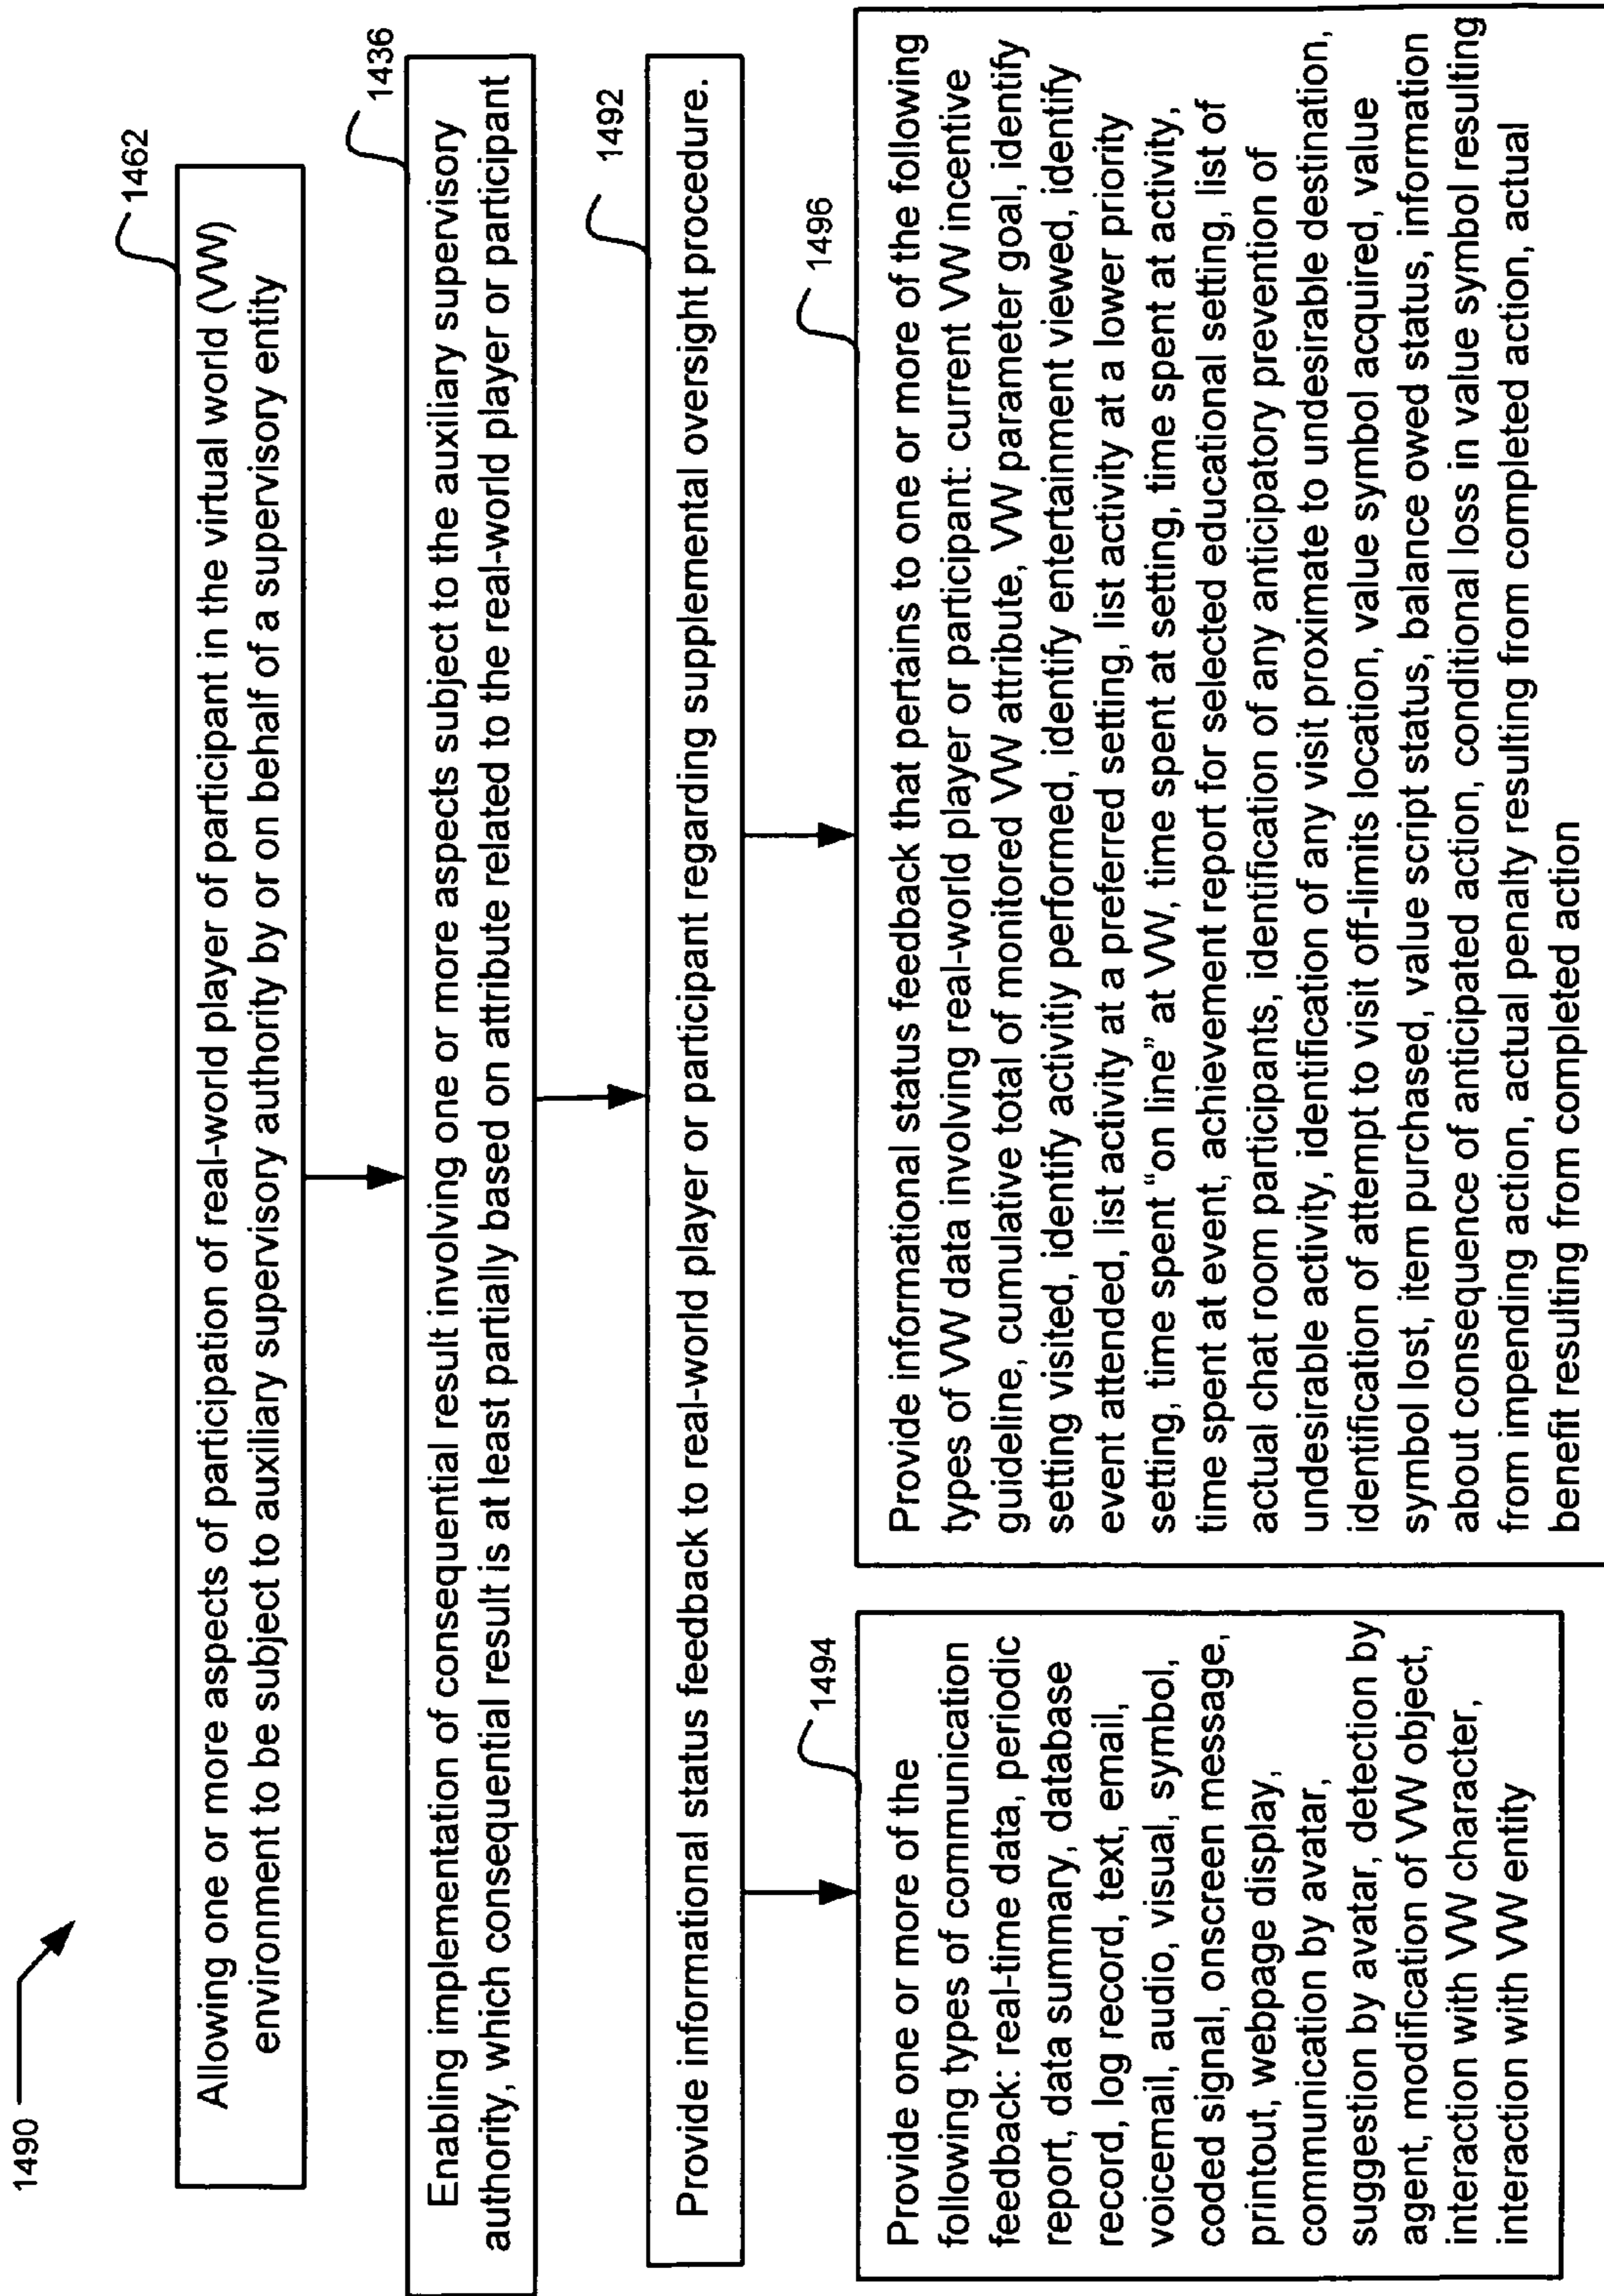 1490
1462
Allowing one or more aspects of participation of real-world player of participant in the virtual world (VW)
environment to be subject to auxiliary supervisory authority by or on behalf of a supervisory entity
1436
Enabling implementation of consequential result involving one or more aspects subject to the auxiliary supervisory
authority, which consequential result is at least partially based on attribute related to the real-world player or participant
1492
Provide informational status feedback to real-world player or participant regarding supplemental oversight procedure.
1494
Provide one or more of the
following types of communication
feedback: real-time data, periodic
report, data summary, database
record, log record, text, email,
voicemail, audio, visual, symbol,
coded signal, onscreen message,
printout, webpage display,
communication by avatar,
suggestion by avatar, detection by
agent, modification of VW object,
interaction with VW character,
interaction with VW entity
1496
Provide informational status feedback that pertains to one or more of the following
types of VW data involving real-world player or participant: current VW incentive
guideline, cumulative total of monitored VW attribute, VW parameter goal, identify
setting visited, identify activitiy performed, identify entertainment viewed, identify
event attended, list activity at a preferred setting, list activity at a lower priority
setting, time spent "on line" at VW, time spent at setting, time spent at activity,
time spent at event, achievement report for selected educational setting, list of
actual chat room participants, identification of any anticipatory prevention of
undesirable activity, identification of any visit proximate to undesirable destination,
identification of attempt to visit off-limits location, value symbol acquired, value
symbol lost, item purchased, value script status, balance owed status, information
about consequence of anticipated action, conditional loss in value symbol resulting
from impending action, actual penalty resulting from completed action, actual
benefit resulting from completed action